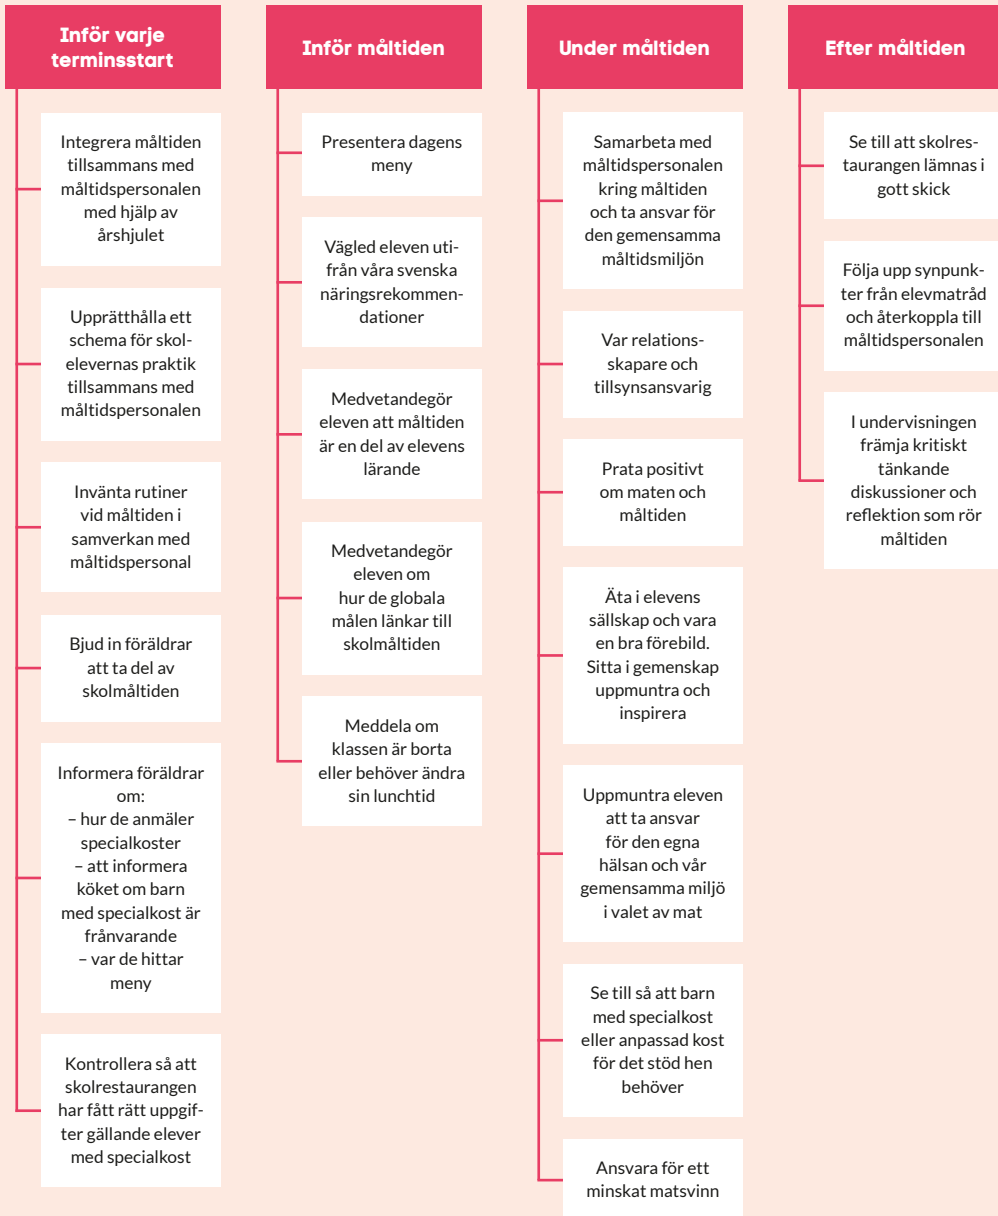 Inför varje
terminsstart
Integrera måltiden
tillsammans med
måltidspersonalen
med hjälp av
årshjulet
Upprätthålla ett
schema för skol-
elevernas praktik
tillsammans med
måltidspersonalen
Invänta rutiner
vid måltiden i
samverkan med
måltidspersonal
Bjud in föräldrar
att ta del av
skolmåltiden
Informera föräldrar
om:
– hur de anmäler
specialkoster
– att informera
köket om barn
med specialkost är
frånvarande
– var de hittar
meny
Kontrollera så att
skolrestaurangen
har fått rätt uppgif-
ter gällande elever
med specialkost
Inför måltiden
Presentera dagens
meny
Vägled eleven uti-
från våra svenska
näringsrekommen-
dationer
Medvetandegör
eleven att måltiden
är en del av elevens
lärande
Medvetandegör
eleven om
hur de globala
målen länkar till
skolmåltiden
Meddela om
klassen är borta
eller behöver ändra
sin lunchtid
Under måltiden
Samarbeta med
måltidspersonalen
kring måltiden
och ta ansvar för
den gemensamma
måltidsmiljön
Var relations-
skapare och
tillsynsansvarig
Prata positivt
om maten och
måltiden
Äta i elevens
sällskap och vara
en bra förebild.
Sitta i gemenskap
uppmuntra och
inspirera
Uppmuntra eleven
att ta ansvar
för den egna
hälsan och vår
gemensamma miljö
i valet av mat
Se till så att barn
med specialkost
eller anpassad kost
för det stöd hen
behöver
Ansvara för ett
minskat matsvinn
Efter måltiden
Se till att skolres-
taurangen lämnas i
gott skick
Följa upp synpunk-
ter från elevmatråd
och återkoppla till
måltidspersonalen
I undervisningen
främja kritiskt
tänkande
diskussioner och
reflektion som rör
måltiden